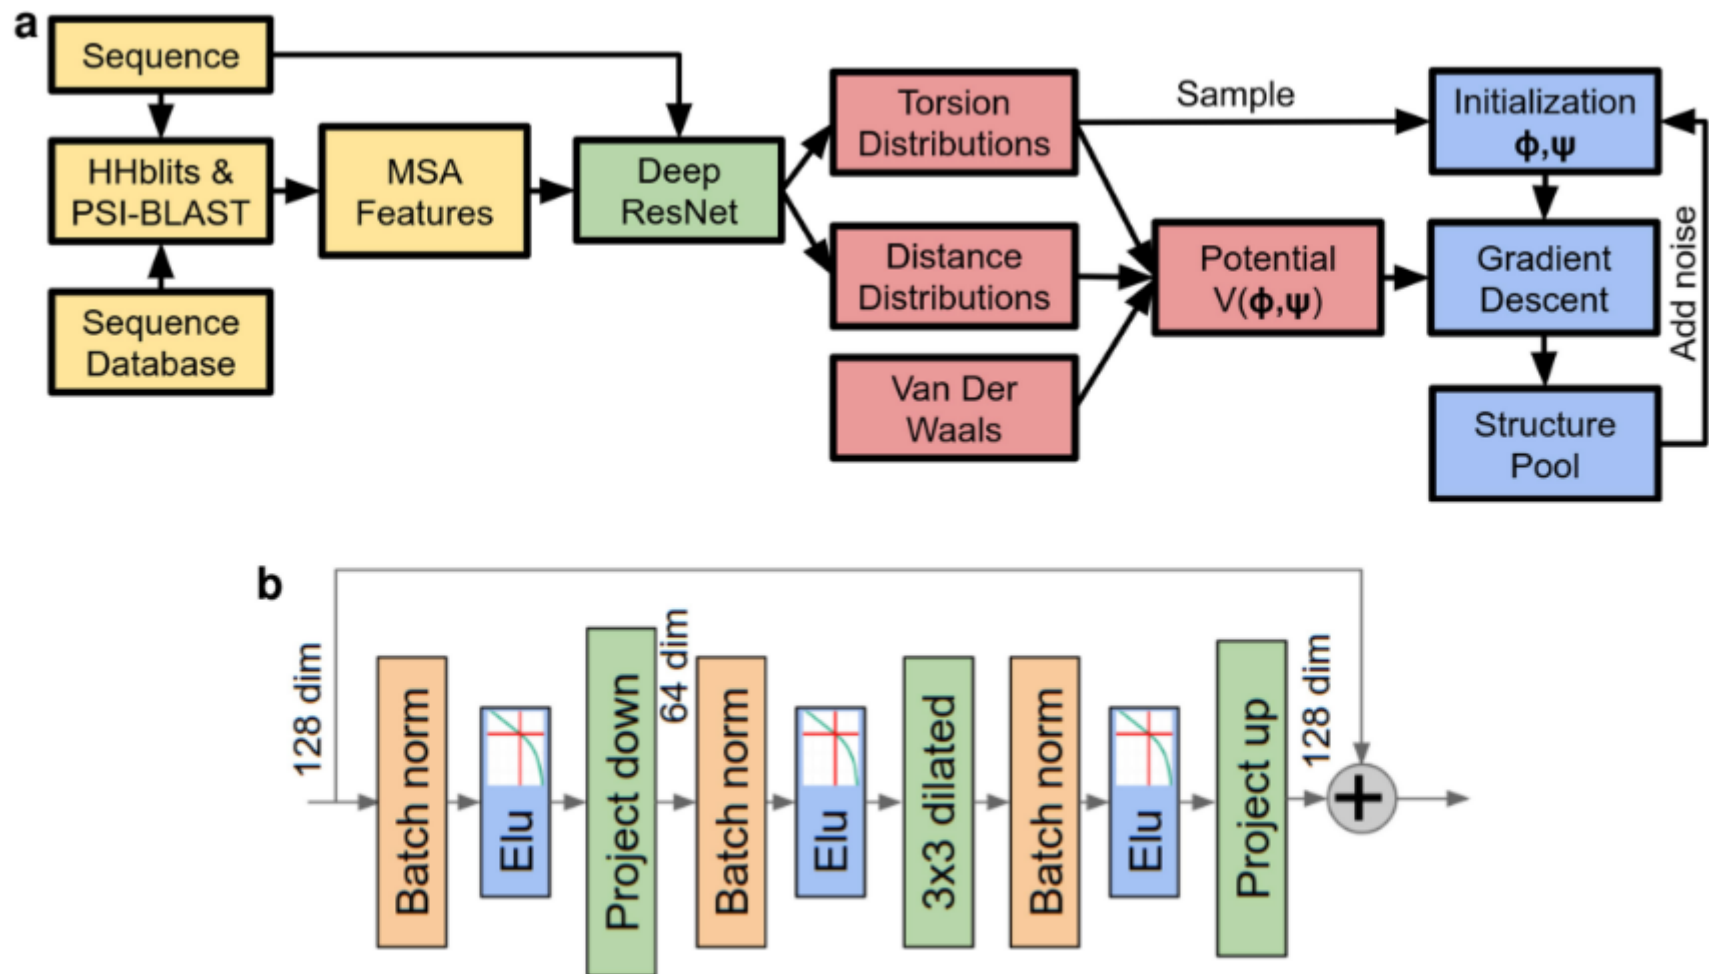 a
Sequence
HHblits &
PSI-BLAST
Sequence
Database
MSA
Features
Deep
ResNet
Torsion
Distributions
Distance
Distributions
Van Der
Waals
Sample
Potential
V(ϕ,ψ)
Initialization
ϕ,ψ
Gradient
Descent
Structure
Pool
Add noise
b
128 dim
Batch norm
Elu
Project down
64 dim
Batch norm
Elu
3x3 dilated
Batch norm
Elu
Project up
128 dim
+